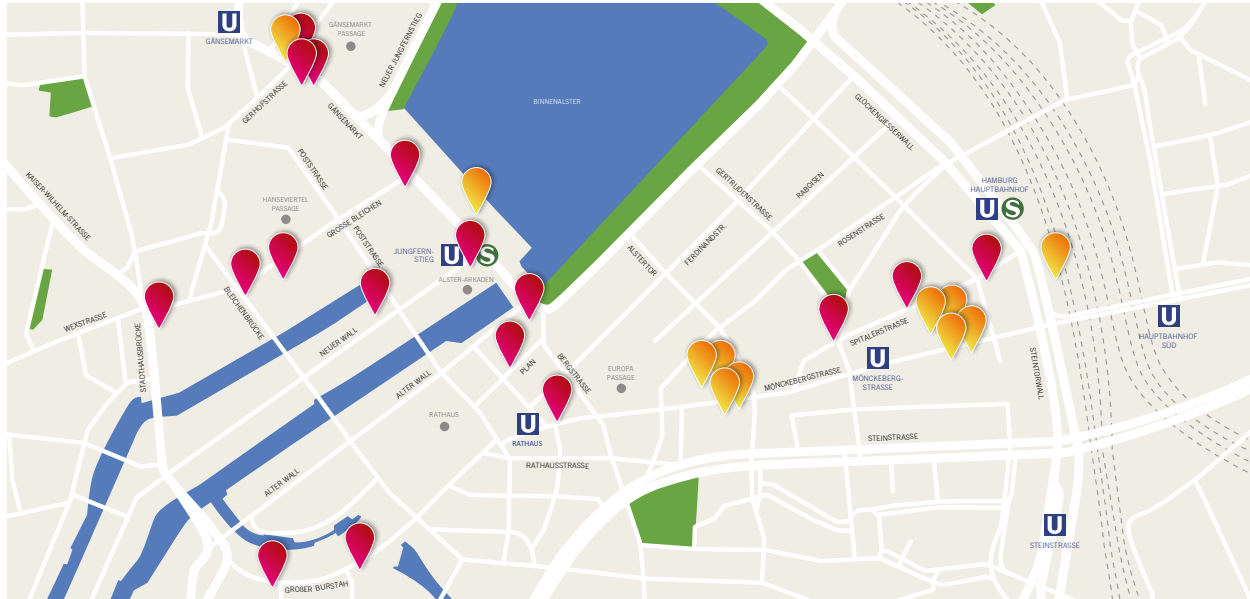 U
GÄNSEMARKT
GÄNSEMARKT
PASSAGE
NEUER JUNGFERNSTIEG
BINNENALSTER
GERHOFSTRASSE
GÄNSENARKT
GLOCKENGIESSERWALL
POSTSTRASSE
KAISER-WILHELM-STRASSE
HANSEVIERTEL
PASSAGE
GROSSE BLEICHEN
POSTSTRASSE
JUNGFERN-
STIEG
U S
ALSTER-ARKADEN
GERTRUDENSTRASSE
RABOISEN
HAMBURG
HAUPTBAHNHOF
U S
ROSENSTRASSE
FERDINANDSTR.
ALSTERTOR
WEXSTRASSE
BLEICHENBRÜCKE
STADTHAUSBRÜCKE
NEUER WALL
ALTER WALL
PLAN
BERGSTRASSE
EUROPA
PASSAGE
SPITALERSTRASSE
MÖNCKEBERGSTRASSE
U
MÖNCKEBERG-
STRASSE
U
HAUPTBAHNHOF
SÜD
STEINTORWALL
RATHAUS
U
RATHAUS
STEINSTRASSE
RATHAUSSTRASSE
ALTER WALL
U
STEINSTRASSE
GROßER BURSTAH